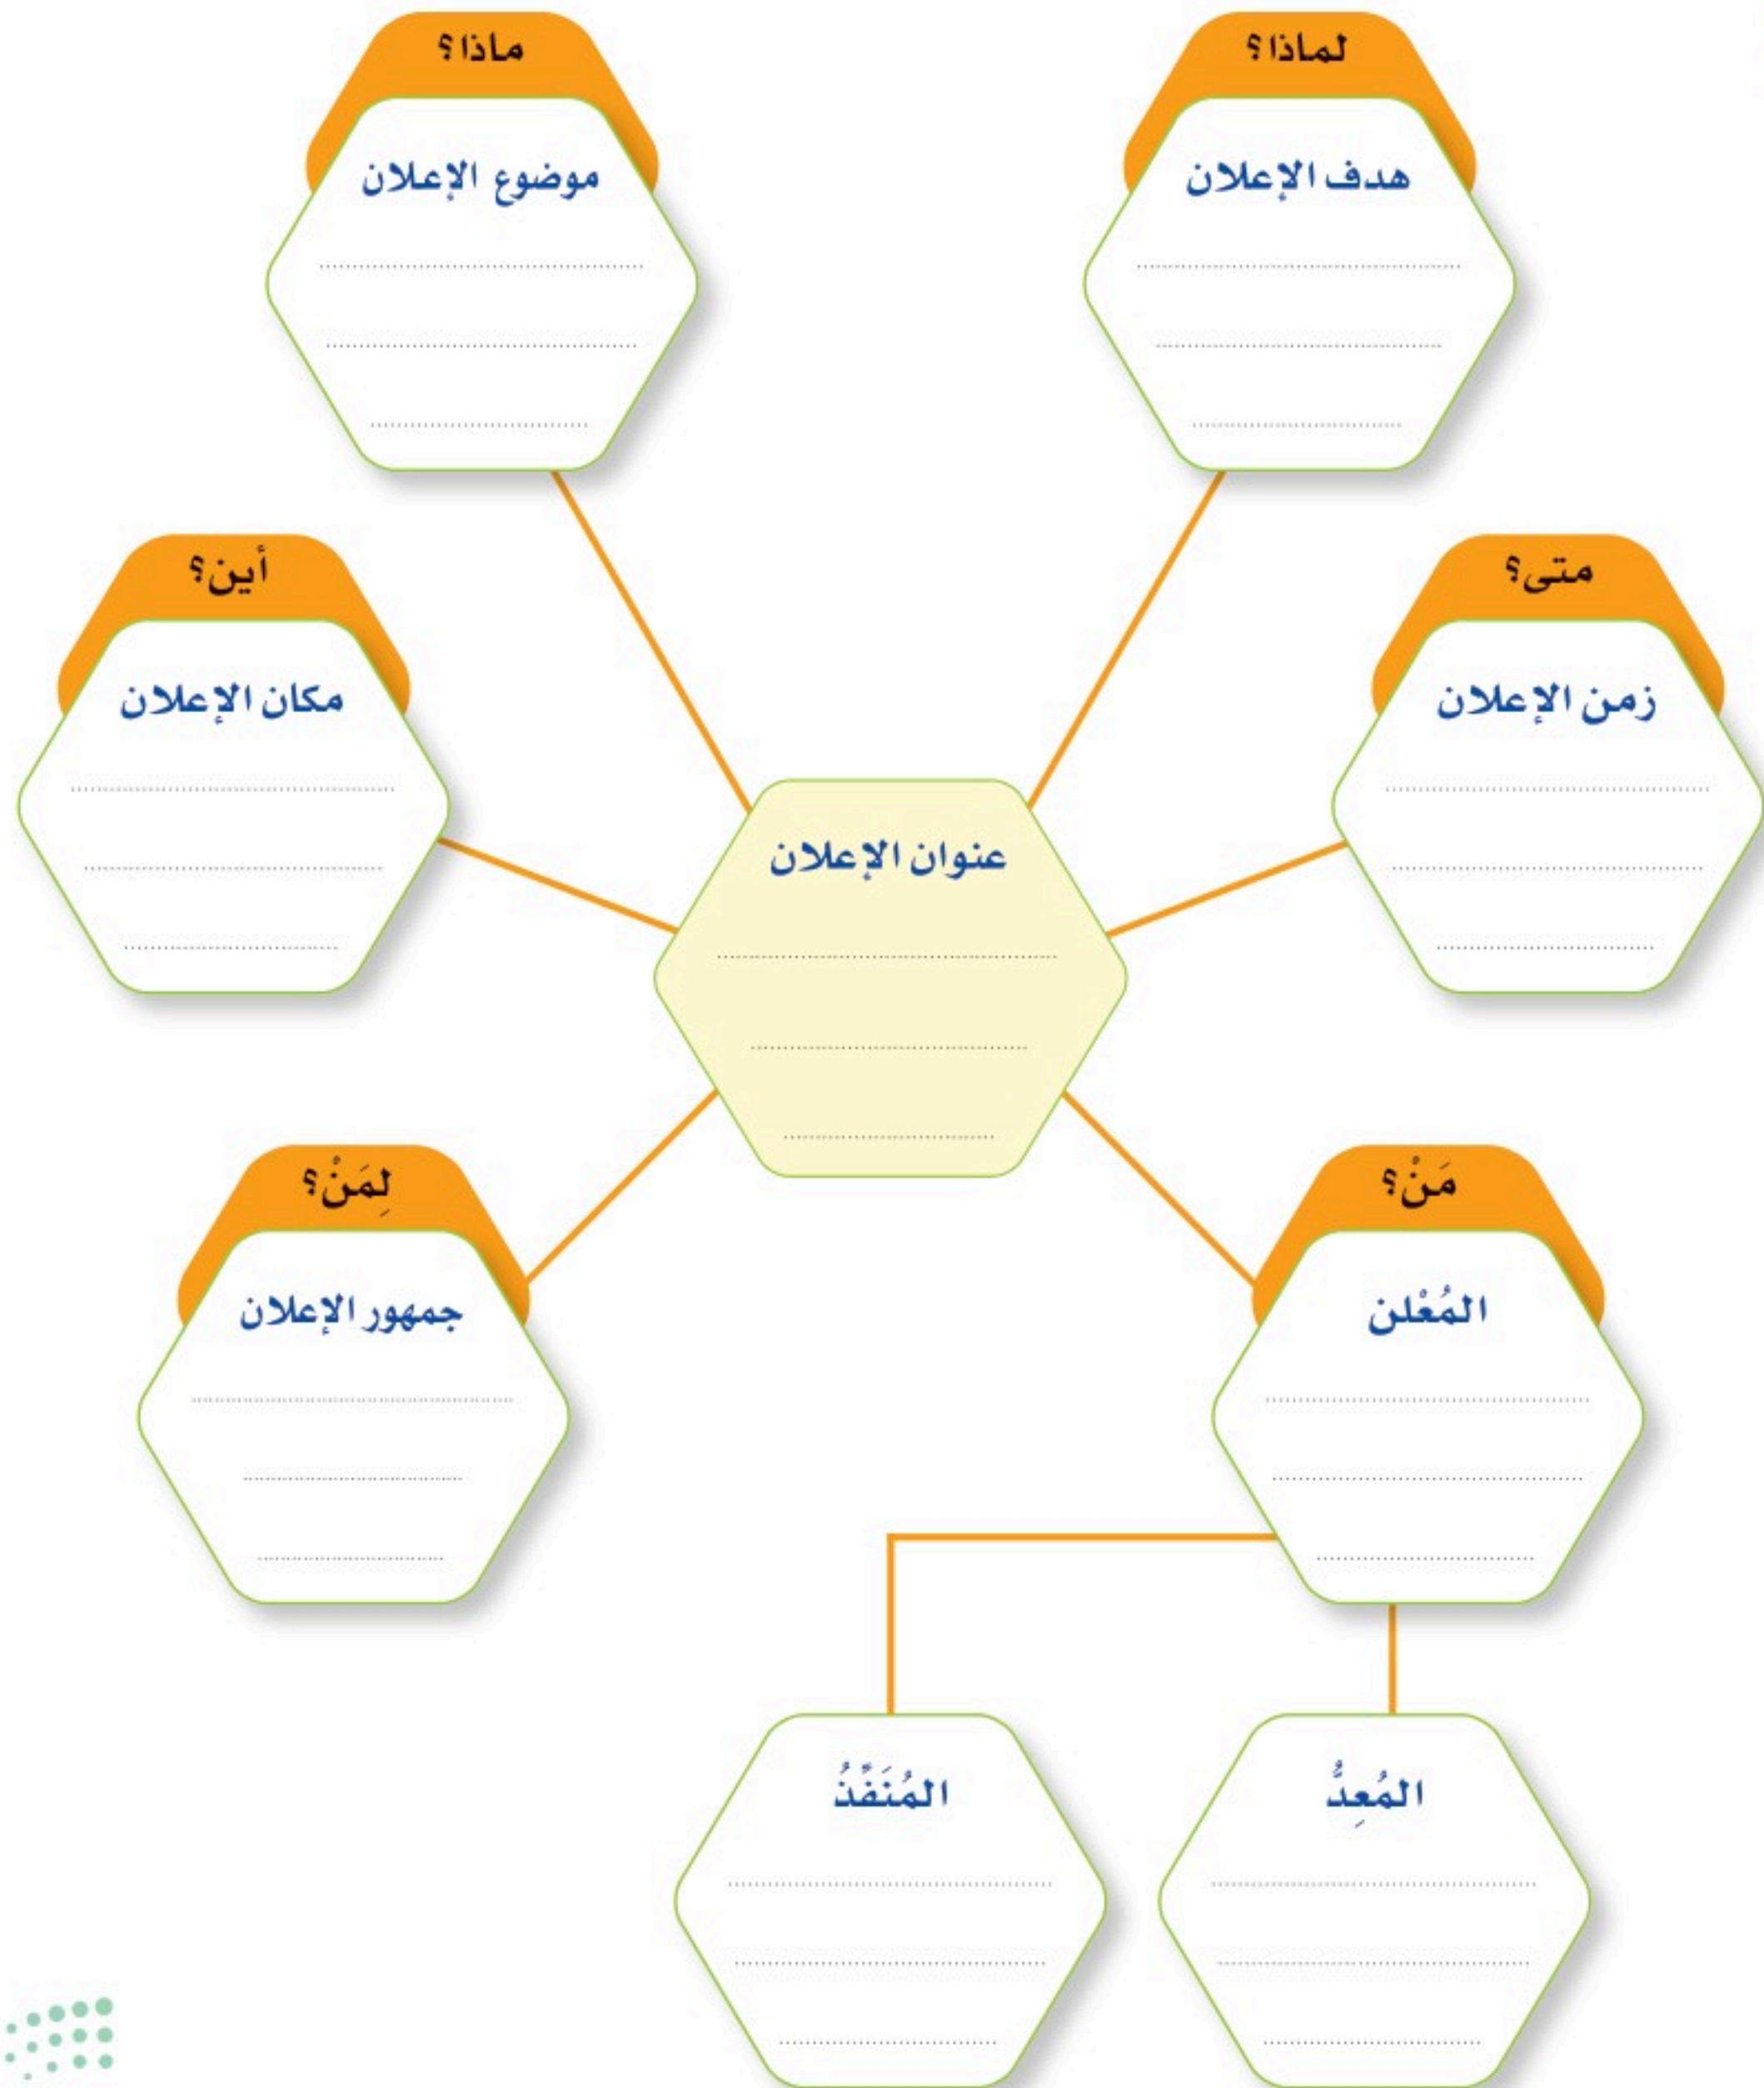 لماذا؟
هدف الإعلان
ماذا؟
موضوع الإعلان
متى؟
زمن الإعلان
أين؟
مكان الإعلان
عنوان الإعلان
مَنْ؟
المُعْلن
لِمَنْ؟
جمهور الإعلان
المُعِدُّ
المُنَفِّذُ